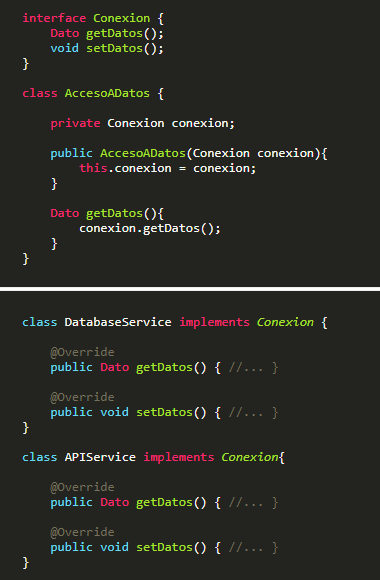 interface Conexion {
    Dato getDatos();
    void setDatos();
}
class AccesoADatos {
    private Conexion conexion;
    public AccesoADatos(Conexion conexion){
        this.conexion = conexion;
    }
    Dato getDatos(){
        conexion.getDatos();
    }
}
class DatabaseService implements Conexion {
    @Override
    public Dato getDatos() { //... }
    @Override
    public void setDatos() { //... }
}
class APIService implements Conexion{
    @Override
    public Dato getDatos() { //... }
    @Override
    public void setDatos() { //... }
}